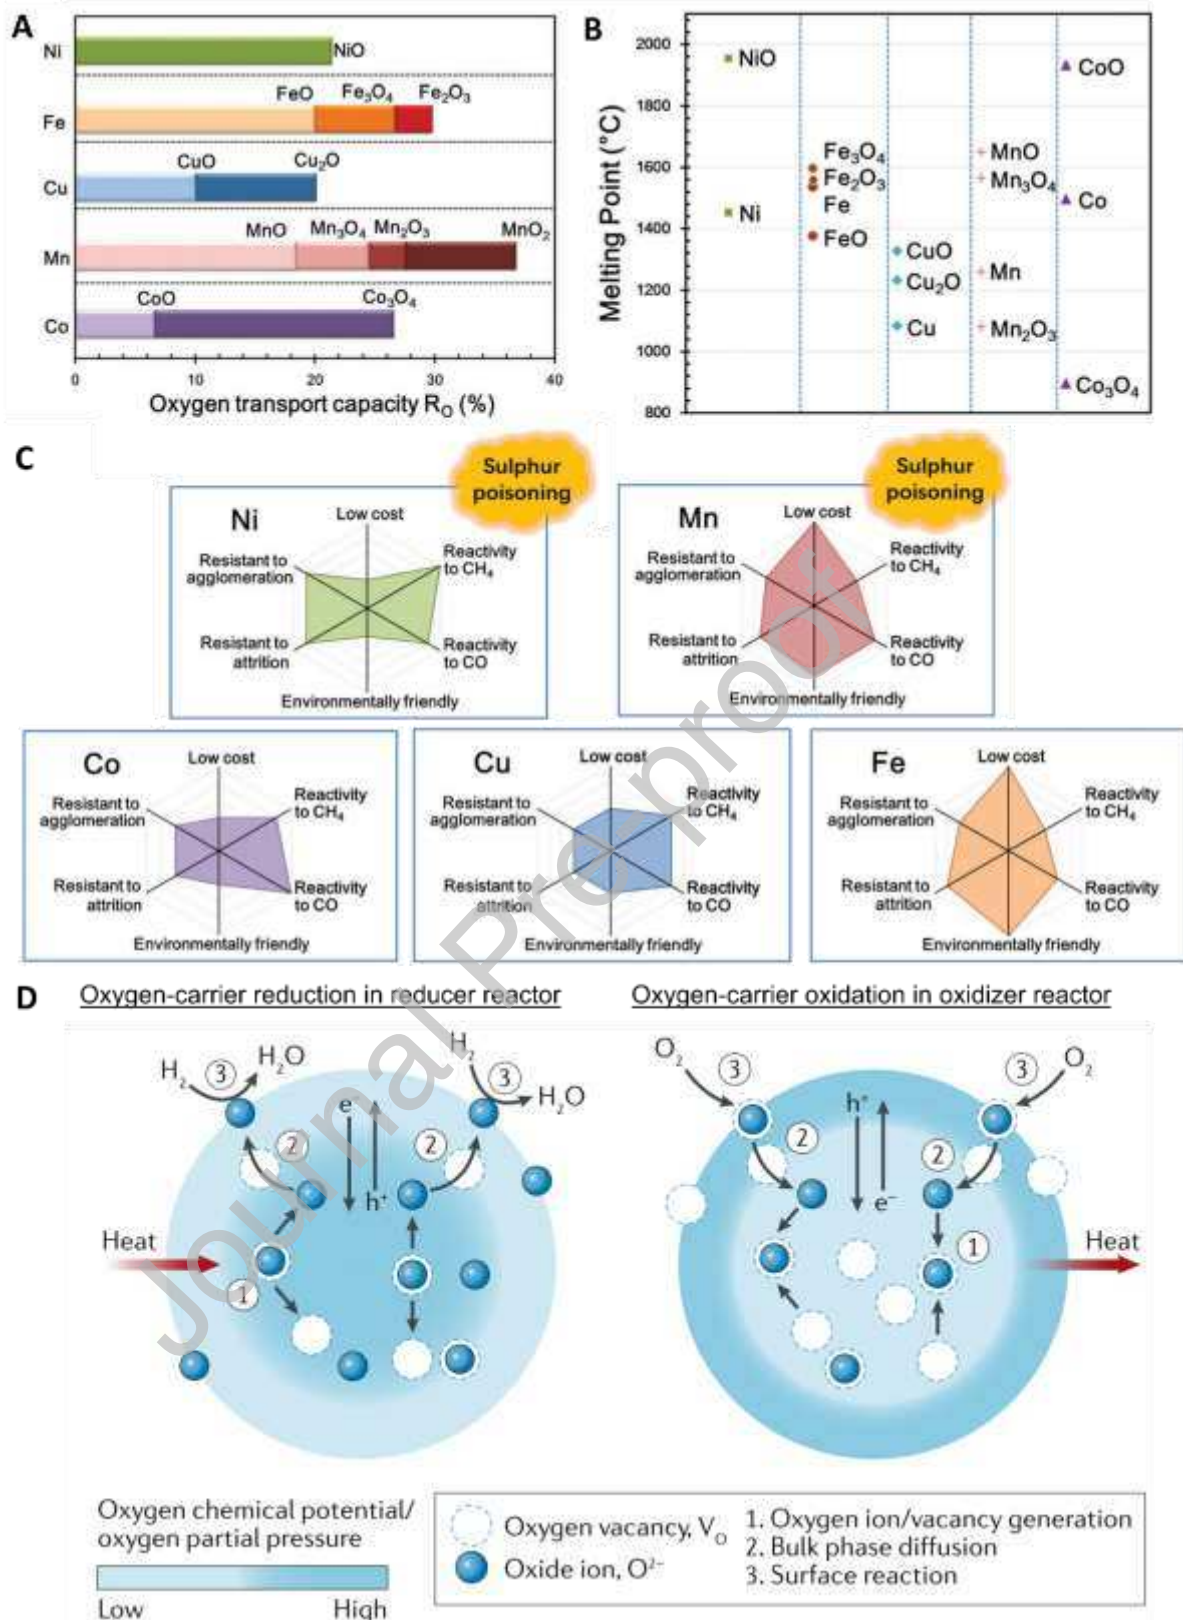 A
Ni
NiO
FeO
Fe₃O₄
Fe₂O₃
Fe
CuO
Cu₂O
Cu
MnO
Mn₃O₄
Mn₂O₃
MnO₂
Mn
CoO
Co₃O₄
Co
0
20
30
40
Oxygen transport capacity R_O (%)
B
Melting Point (°C)
2000
1800
1600
1400
1200
1000
800
NiO
Ni
Fe₃O₄
Fe₂O₃
Fe
FeO
CuO
Cu₂O
Cu
MnO
Mn₃O₄
Mn
Mn₂O₃
CoO
Co
Co₃O₄
C
Sulphur
poisoning
Ni
Low cost
Resistant to
agglomeration
Reactivity
to CH₄
Resistant to
attrition
Reactivity
to CO
Environmentally friendly
Sulphur
poisoning
Mn
Low cost
Resistant to
agglomeration
Reactivity
to CH₄
Resistant to
attrition
Reactivity
to CO
Environmentally friendly
Co
Low cost
Resistant to
agglomeration
Reactivity
to CH₄
Resistant to
attrition
Reactivity
to CO
Environmentally friendly
Cu
Low cost
Resistant to
agglomeration
Reactivity
to CH₄
Resistant to
attrition
Reactivity
to CO
Environmentally friendly
Fe
Low cost
Resistant to
agglomeration
Reactivity
to CH₄
Resistant to
attrition
Reactivity
to CO
Environmentally friendly
D
Oxygen-carrier reduction in reducer reactor
Oxygen-carrier oxidation in oxidizer reactor
H₂
3
H₂O
H₂
3
H₂O
2
e
h⁺
2
Heat
1
O₂
3
3
O₂
2
h⁺
e⁻
2
1
Heat
Oxygen chemical potential/
oxygen partial pressure
Low
High
Oxygen vacancy, V_O
Oxide ion, O²⁻
1. Oxygen ion/vacancy generation
2. Bulk phase diffusion
3. Surface reaction
Journal Pre-proof